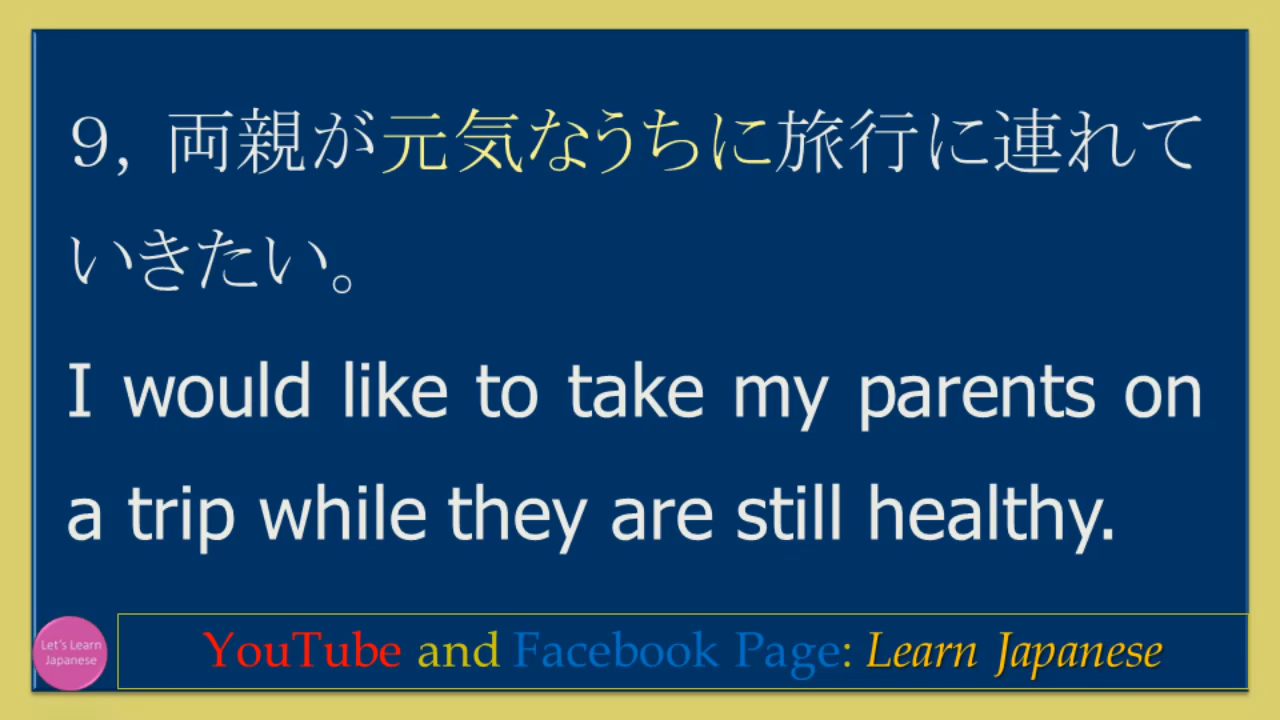 ９, 両親が元気なうちに旅行に連れて
いきたい。
I would like to take my parents on
a trip while they are still healthy.
Let's Learn
Japanese
YouTube and Facebook Page: Learn Japanese